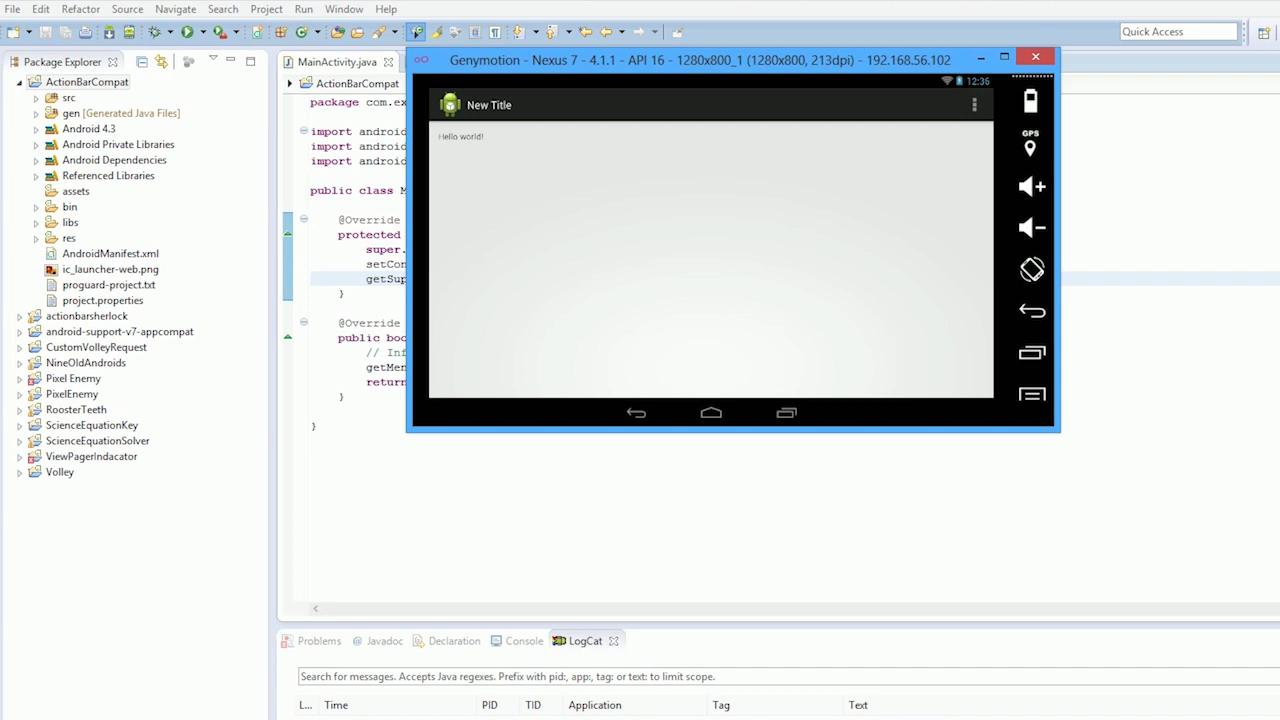 File Edit Refactor Source Navigate Search Project Run Window Help
Quick Access
Package Explorer
ActionBarCompat
src
gen [Generated Java Files]
Android 4.3
Android Private Libraries
Android Dependencies
Referenced Libraries
assets
bin
libs
res
AndroidManifest.xml
ic_launcher-web.png
proguard-project.txt
project.properties
actionbarsherlock
android-support-v7-appcompat
CustomVolleyRequest
NineOldAndroids
Pixel Enemy
PixelEnemy
RoosterTeeth
ScienceEquationKey
ScienceEquationSolver
ViewPagerIndacator
Volley
MainActivity.java
ActionBarCompat
package com.ex
import android
import android
import android
public class M
@Override
protected
super.
setCon
getSup
}
@Override
public boo
// Inf
getMen
return
}
}
Genymotion - Nexus 7 - 4.1.1 - API 16 - 1280x800_1 (1280x800, 213dpi) - 192.168.56.102
12:36
New Title
Hello world!
GPS
Problems Javadoc Declaration Console LogCat
Search for messages. Accepts Java regexes. Prefix with pid:, app:, tag: or text: to limit scope.
L... Time PID TID Application Tag Text